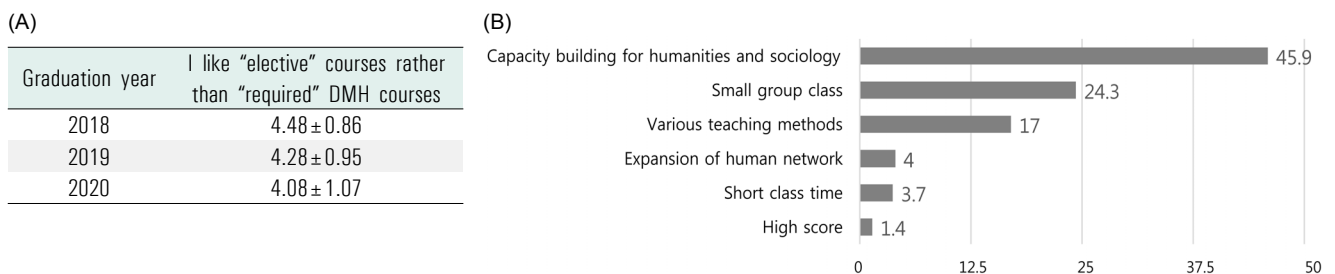 (A)
Graduation year
I like “elective” courses rather
than “required” DMH courses
2018 4.48±0.86
2019 4.28±0.95
2020 4.08±1.07
(B)
Capacity building for humanities and sociology 45.9
Small group class 24.3
Various teaching methods 17
Expansion of human network 4
Short class time 3.7
High score 1.4
0 12.5 25 37.5 50